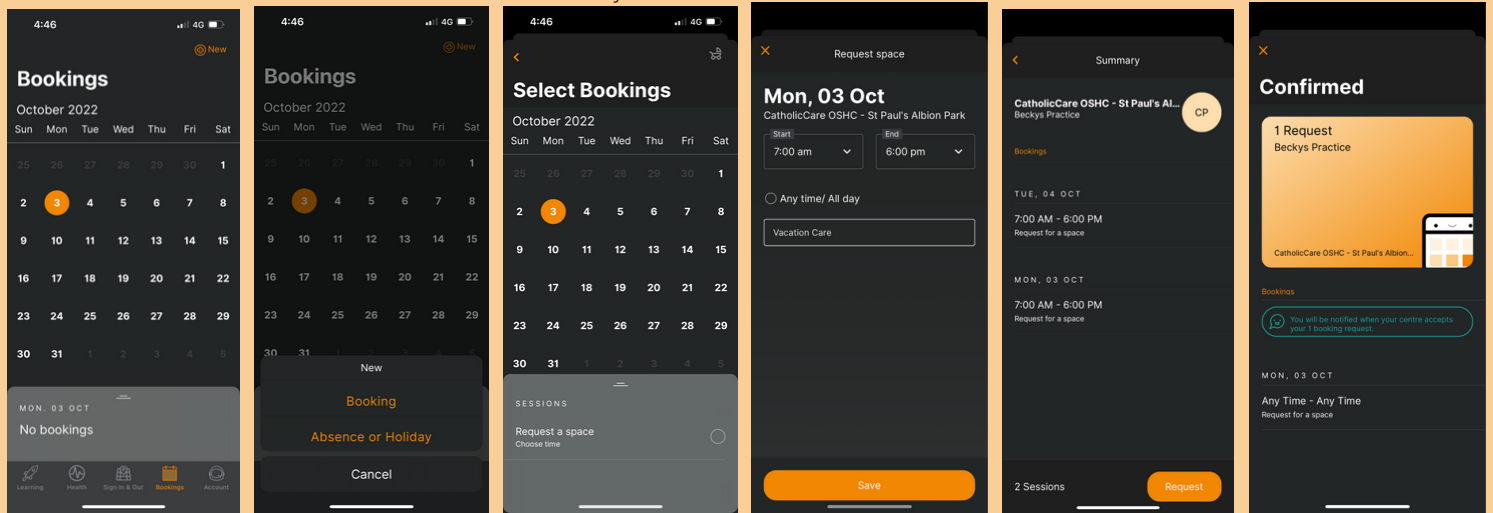 4:46
4G
New
Bookings
October 2022
Sun Mon Tue Wed Thu Fri Sat
25 26 27 28 29 30 1
2 3 4 5 6 7 8
9 10 11 12 13 14 15
16 17 18 19 20 21 22
23 24 25 26 27 28 29
30 31 1 2 3 4 5
MON. 03 OCT
No bookings
Learning Health Sign In & Out Bookings Account
4:46
4G
New
Bookings
October 2022
Sun Mon Tue Wed Thu Fri Sat
25 26 27 28 29 30 1
2 3 4 5 6 7 8
9 10 11 12 13 14 15
16 17 18 19 20 21 22
23 24 25 26 27 28 29
30 31
New
Booking
Absence or Holiday
Cancel
4:46
4G
Select Bookings
October 2022
Sun Mon Tue Wed Thu Fri Sat
25 26 27 28 29 30 1
2 3 4 5 6 7 8
9 10 11 12 13 14 15
16 17 18 19 20 21 22
23 24 25 26 27 28 29
30 31 1 2 3 4 5
SESSIONS
Request a space
Choose time
Request space
Mon, 03 Oct
CatholicCare OSHC - St Paul's Albion Park
Start
7:00 am
End
6:00 pm
Any time/ All day
Vacation Care
Save
Summary
CatholicCare OSHC - St Paul's Al...
Beckys Practice
CP
Bookings
TUE, 04 OCT
7:00 AM - 6:00 PM
Request for a space
MON, 03 OCT
7:00 AM - 6:00 PM
Request for a space
2 Sessions
Request
Confirmed
1 Request
Beckys Practice
CatholicCare OSHC - St Paul's Albion...
Bookings
You will be notified when your centre accepts
your 1 booking request.
MON, 03 OCT
Any Time - Any Time
Request for a space